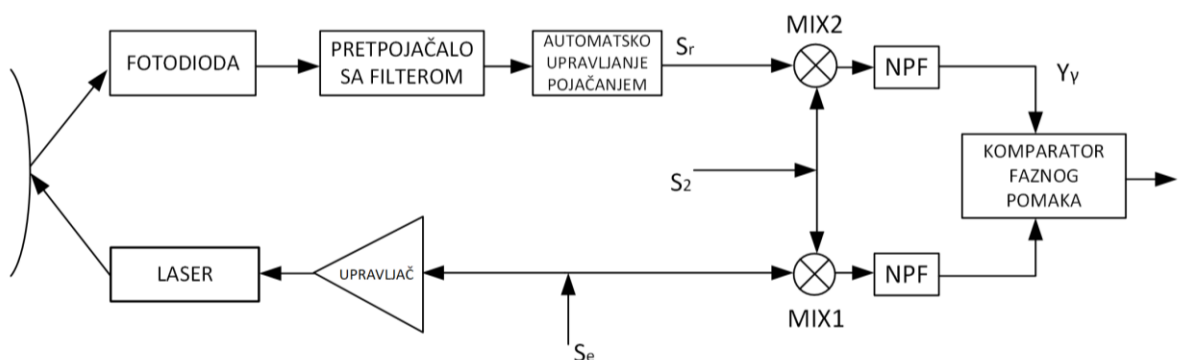 FOTODIODA
PRETPOJAČALO
SA FILTEROM
AUTOMATSKO
UPRAVLJANJE
POJAČANJEM
Sr
MIX2
NPF
Yγ
KOMPARATOR
FAZNOG
POMAKA
S2
LASER
UPRAVLJAČ
Se
MIX1
NPF